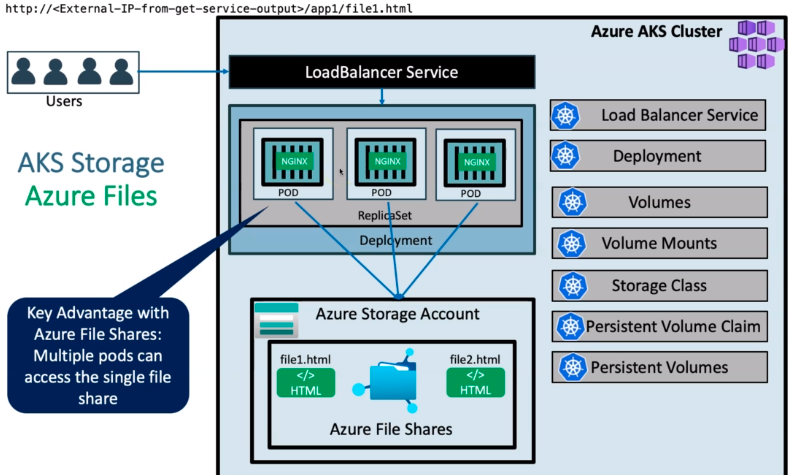 http://<External-IP-from-get-service-output>/app1/file1.html
Azure AKS Cluster
LoadBalancer Service
Users
AKS Storage
Azure Files
NGINX
POD
NGINX
POD
NGINX
POD
ReplicaSet
Deployment
Key Advantage with
Azure File Shares:
Multiple pods can
access the single file
share
Azure Storage Account
file1.html
</>
HTML
file2.html
</>
HTML
Azure File Shares
Load Balancer Service
Deployment
Volumes
Volume Mounts
Storage Class
Persistent Volume Claim
Persistent Volumes